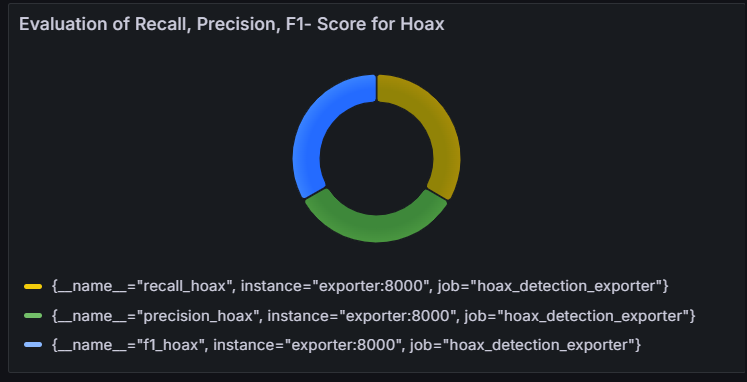 Evaluation of Recall, Precision, F1- Score for Hoax
{__name__="recall_hoax", instance="exporter:8000", job="hoax_detection_exporter"}
{__name__="precision_hoax", instance="exporter:8000", job="hoax_detection_exporter"}
{__name__="f1_hoax", instance="exporter:8000", job="hoax_detection_exporter"}